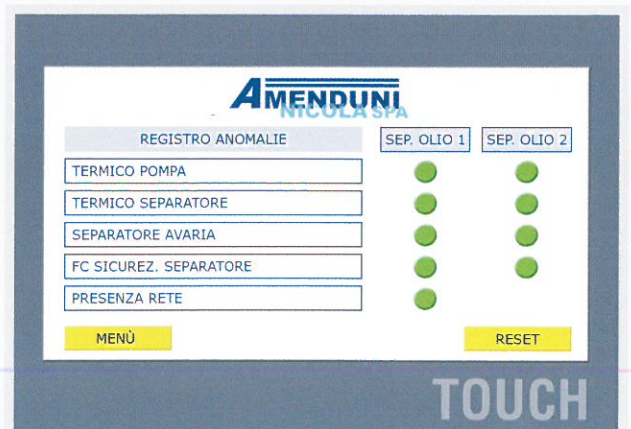 AMENDUNI
NICOLA SPA
REGISTRO ANOMALIE SEP. OLIO 1 SEP. OLIO 2
TERMICO POMPA
TERMICO SEPARATORE
SEPARATORE AVARIA
FC SICUREZ. SEPARATORE
PRESENZA RETE
MENÙ RESET
TOUCH